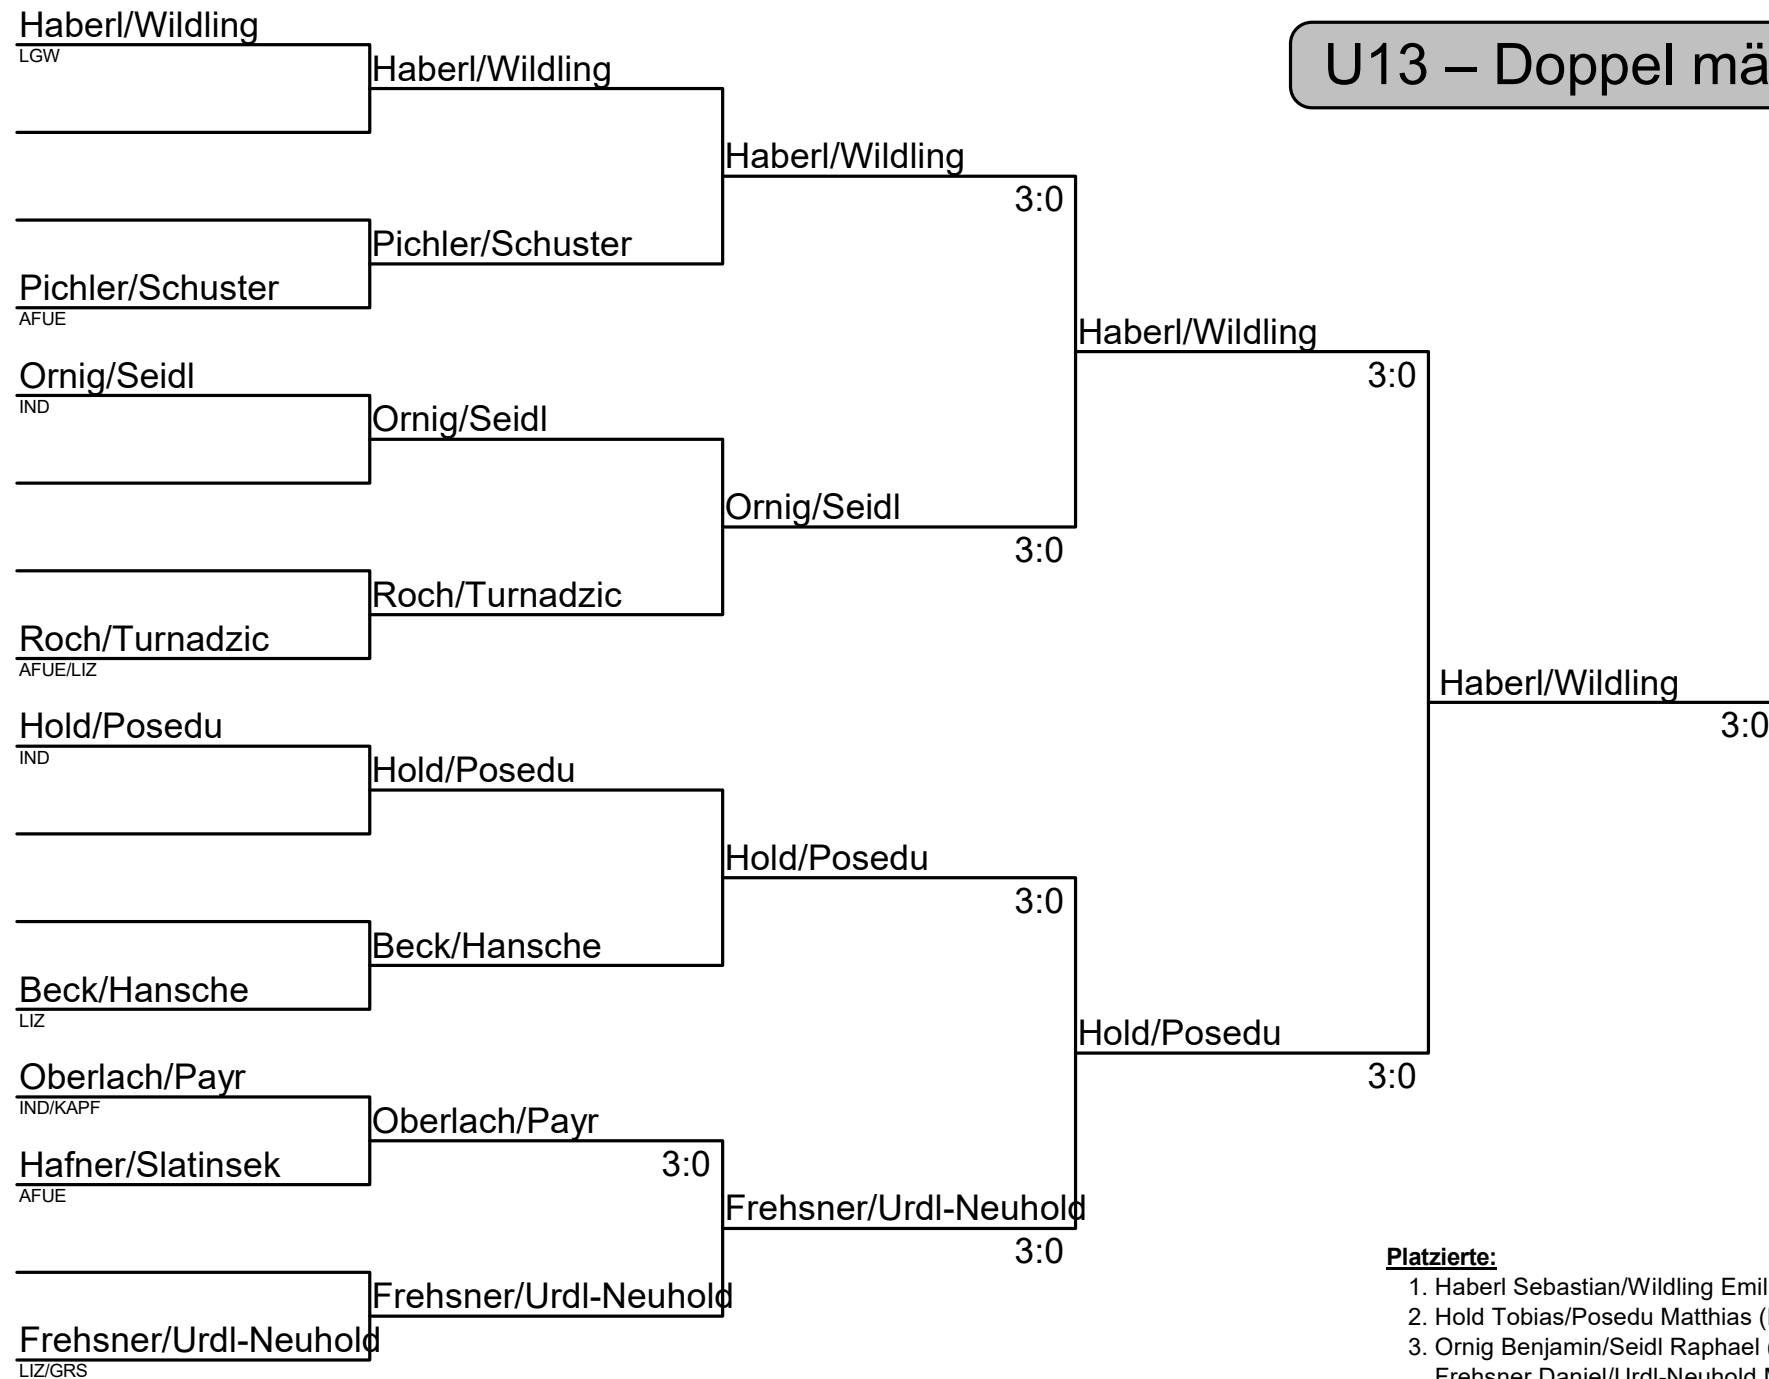 Haberl/Wildling
LGW
Pichler/Schuster
AFUE
Ornig/Seidl
IND
Roch/Turnadzic
AFUE/LIZ
Hold/Posedu
IND
Beck/Hansche
LIZ
Oberlach/Payr
IND/KAPF
Hafner/Slatinsek
AFUE
Frehsner/Urdl-Neuhold
LIZ/GRS
Haberl/Wildling
Pichler/Schuster
Ornig/Seidl
Roch/Turnadzic
Hold/Posedu
Beck/Hansche
Oberlach/Payr
3:0
Frehsner/Urdl-Neuhold
Haberl/Wildling
3:0
Ornig/Seidl
3:0
Hold/Posedu
3:0
Frehsner/Urdl-Neuhold
3:0
Haberl/Wildling
3:0
Hold/Posedu
3:0
U13 – Doppel mä
Haberl/Wildling
3:0
Platzierte:
1. Haberl Sebastian/Wildling Emil
2. Hold Tobias/Posedu Matthias (
3. Ornig Benjamin/Seidl Raphael (
Frehsner Daniel/Urdl-Neuhold